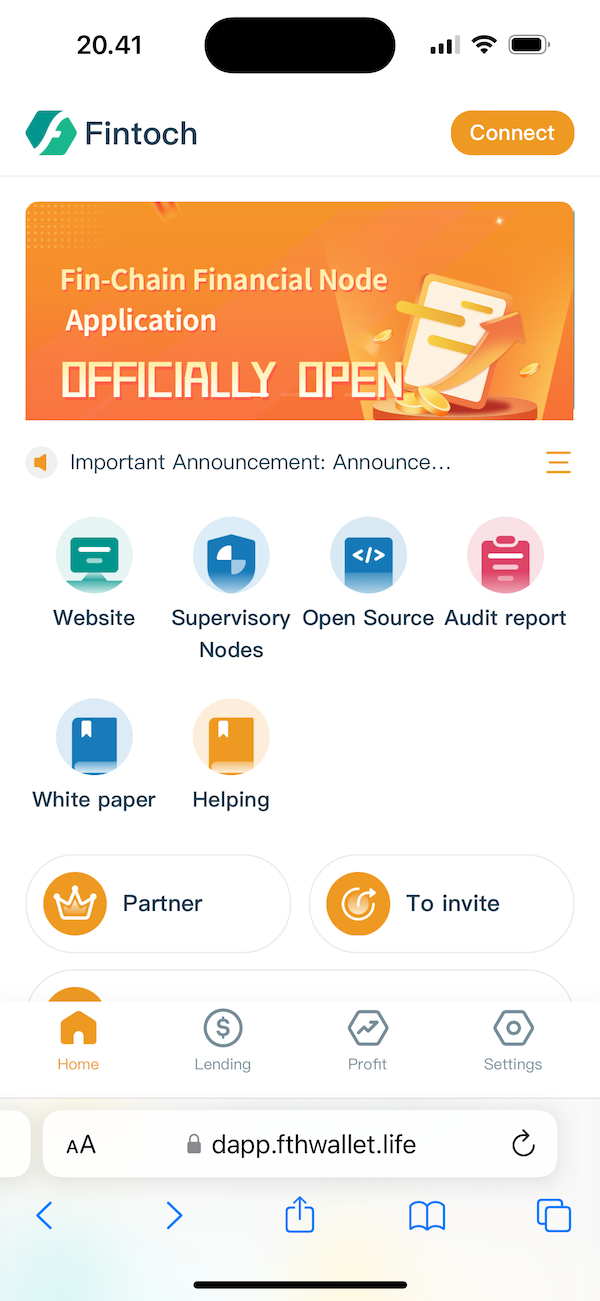 20.41
Fintoch
Connect
Fin-Chain Financial Node
Application
OFFICIALLY OPEN
Important Announcement: Announce...
Website
Supervisory
Nodes
Open Source
Audit report
</>
White paper
Helping
Partner
To invite
Home
Lending
Profit
Settings
AA
dapp.fthwallet.life